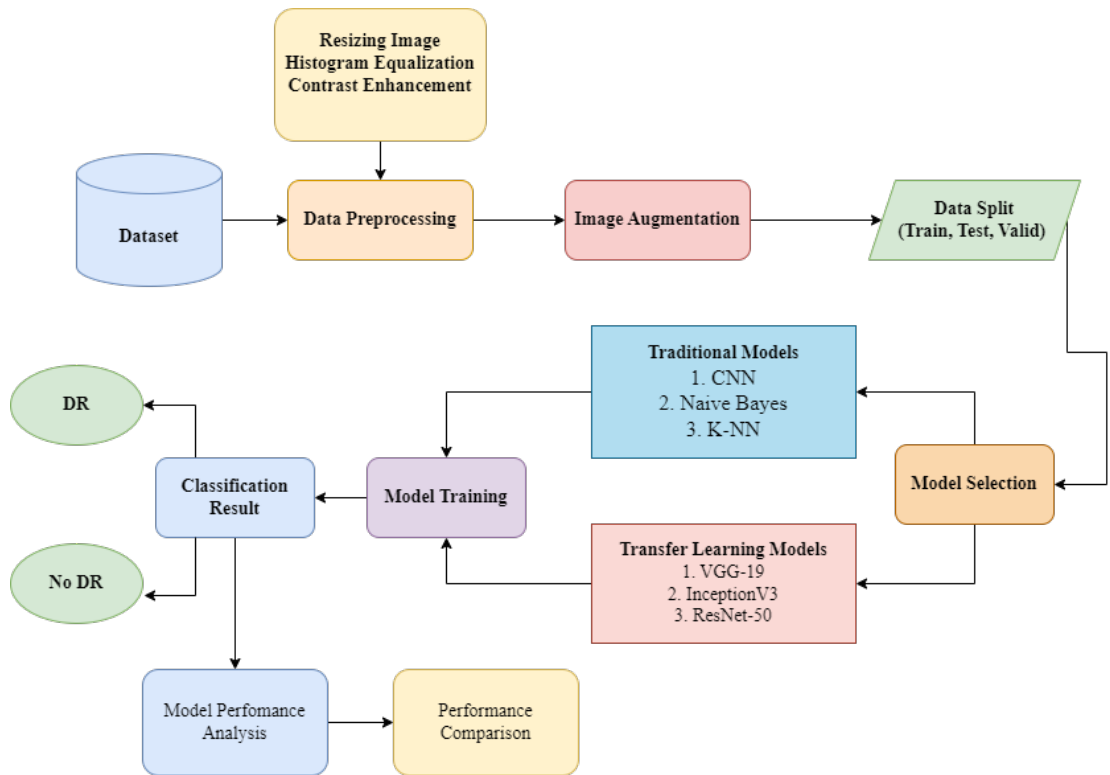 Resizing Image
Histogram Equalization
Contrast Enhancement
Dataset
Data Preprocessing
Image Augmentation
Data Split
(Train, Test, Valid)
Traditional Models
1. CNN
2. Naive Bayes
3. K-NN
DR
Classification
Result
Model Training
Model Selection
No DR
Transfer Learning Models
1. VGG-19
2. InceptionV3
3. ResNet-50
Model Perfomance
Analysis
Performance
Comparison